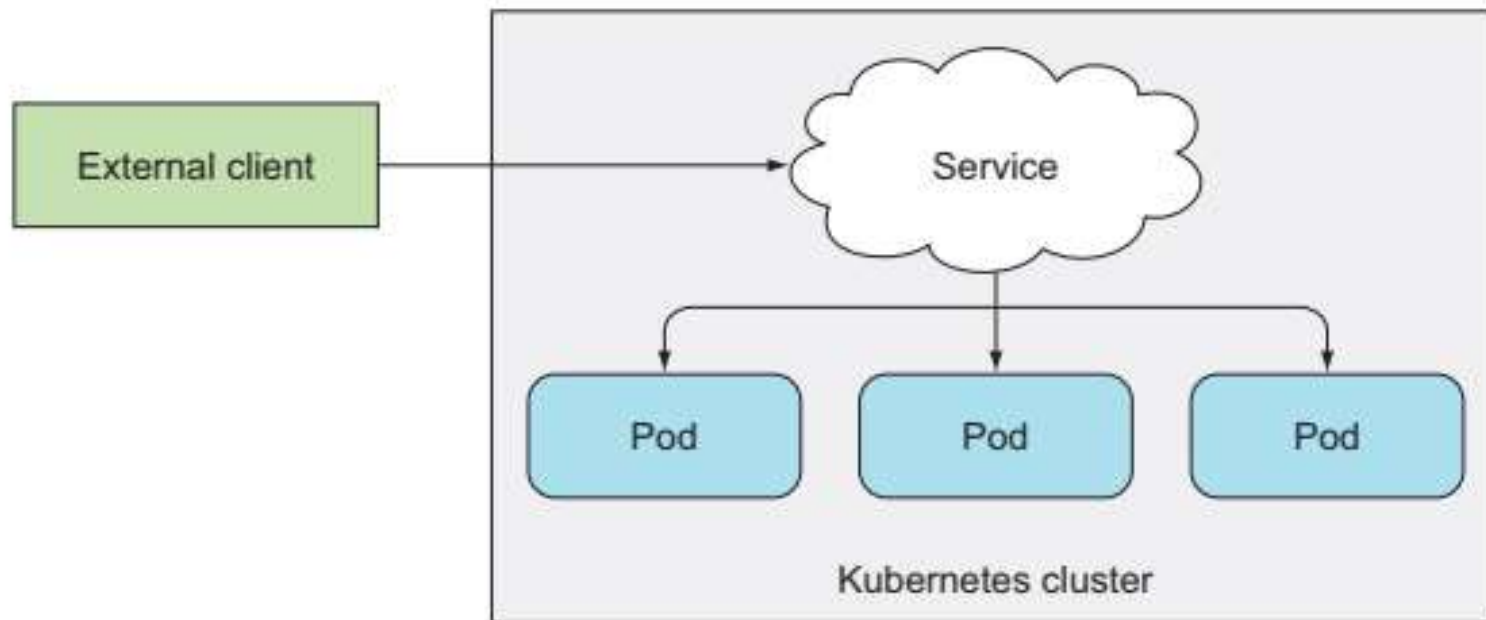 External client
Service
Pod
Pod
Pod
Kubernetes cluster